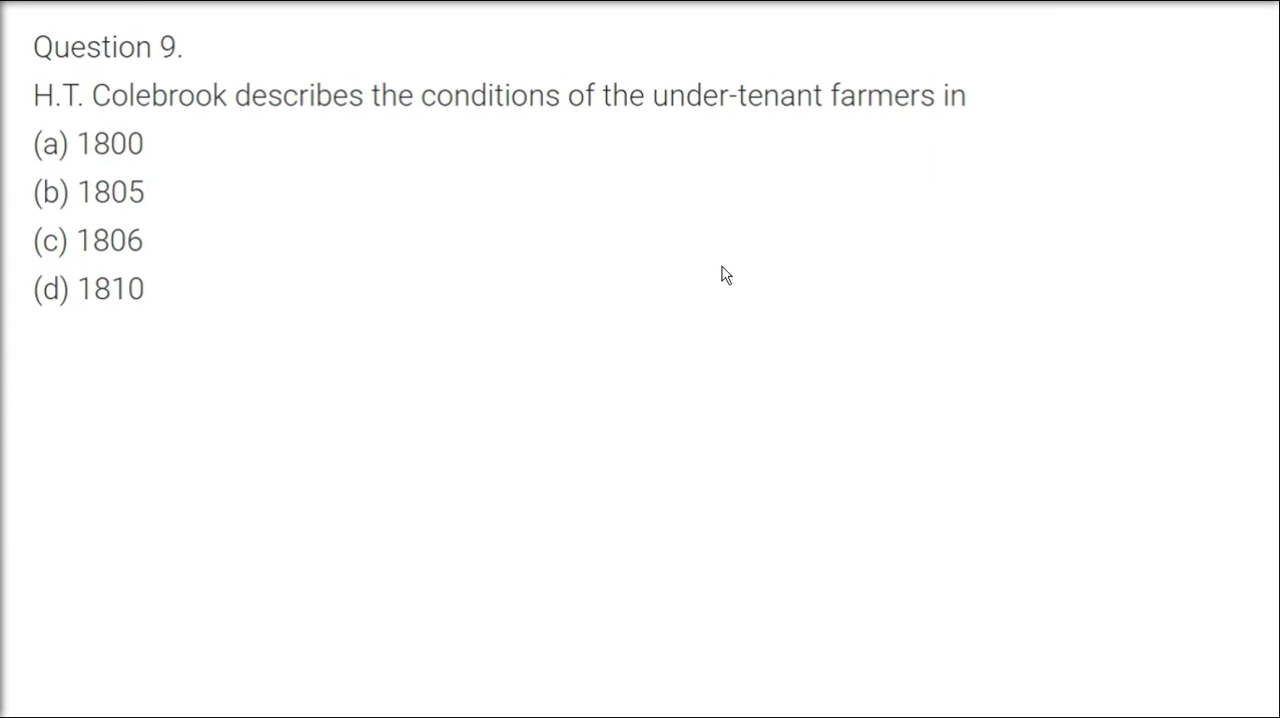 Question 9.
H.T. Colebrook describes the conditions of the under-tenant farmers in
(a) 1800
(b) 1805
(c) 1806
(d) 1810